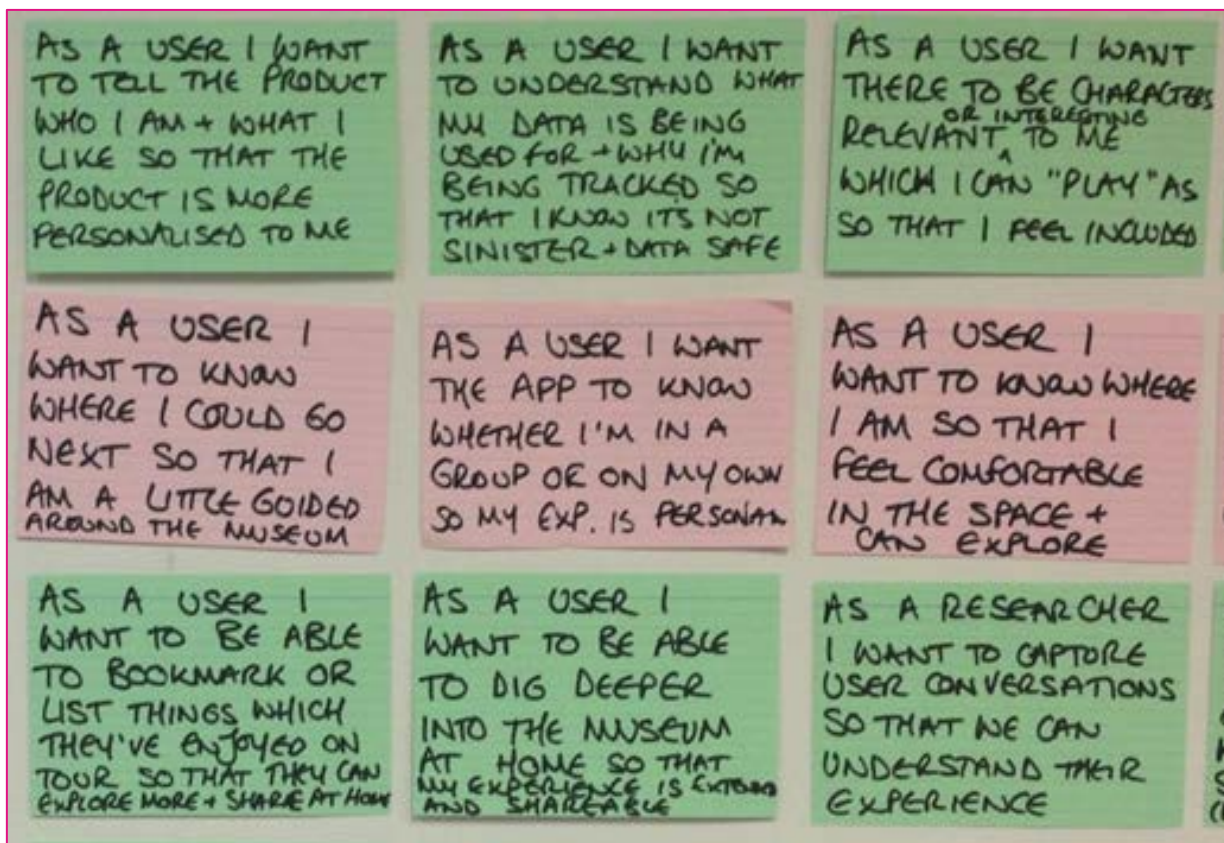 AS A USER I WANT
TO TELL THE PRODUCT
WHO I AM + WHAT I
LIKE SO THAT THE
PRODUCT IS MORE
PERSONALISED TO ME
AS A USER I WANT
TO UNDERSTAND WHAT
MY DATA IS BEING
USED FOR + WHY I'M
BEING TRACKED SO
THAT I KNOW ITS NOT
SINISTER + DATA SAFE
AS A USER I WANT
THERE TO BE CHARACTERS
OR INTERESTING
RELEVANT ^ TO ME
WHICH I CAN "PLAY" AS
SO THAT I FEEL INCLUDED
AS A USER I
WANT TO KNOW
WHERE I COULD GO
NEXT SO THAT I
AM A LITTLE GOIDED
AROUND THE MUSEUM
AS A USER I WANT
THE APP TO KNOW
WHETHER I'M IN A
GROUP OR ON MY OWN
SO MY EXP. IS PERSONAL
AS A USER I
WANT TO KNOW WHERE
I AM SO THAT I
FEEL COMFORTABLE
IN THE SPACE +
CAN EXPLORE
AS A USER I
WANT TO BE ABLE
TO BOOKMARK OR
LIST THINGS WHICH
THEY'VE ENJOYED ON
TOUR SO THAT THEY CAN
EXPLORE MORE + SHARE AT HOME
AS A USER I
WANT TO BE ABLE
TO DIG DEEPER
INTO THE MUSEUM
AT HOME SO THAT
MY EXPERIENCE IS EXTENDED
AND SHAREABLE
AS A RESEARCHER
I WANT TO CAPTORE
USER CONVERSATIONS
SO THAT WE CAN
UNDERSTAND THEIR
EXPERIENCE